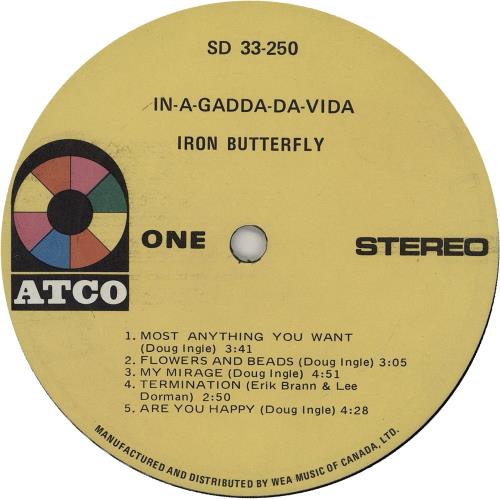 SD 33-250
IN-A-GADDA-DA-VIDA
IRON BUTTERFLY
ONE
STEREO
ATCO
1. MOST ANYTHING YOU WANT
(Doug Ingle) 3:41
2. FLOWERS AND BEADS (Doug Ingle) 3:05
3. MY MIRAGE (Doug Ingle) 4:51
4. TERMINATION (Erik Brann & Lee
Dorman) 2:50
5. ARE YOU HAPPY (Doug Ingle) 4:28
MANUFACTURED AND DISTRIBUTED BY WEA MUSIC OF CANADA, LTD.